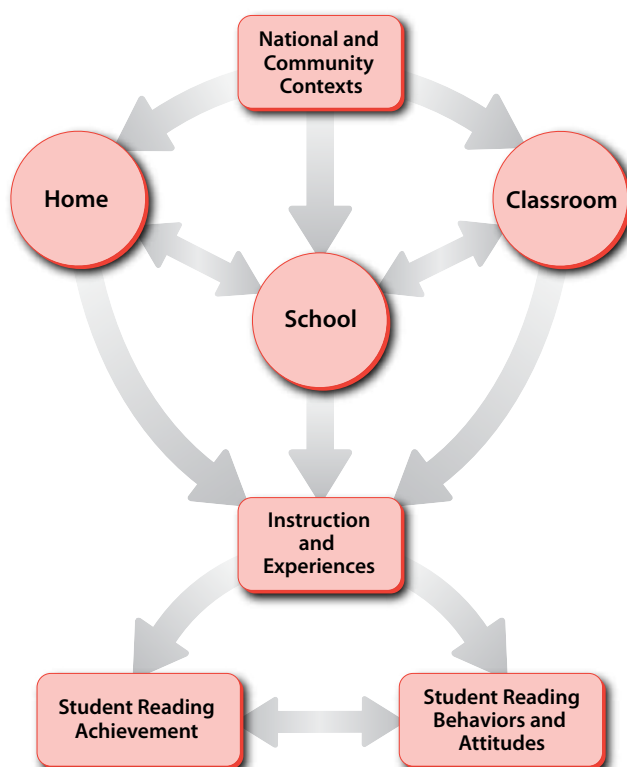 National and
Community
Contexts
Home
Classroom
School
Instruction
and
Experiences
Student Reading
Achievement
Student Reading
Behaviors and
Attitudes